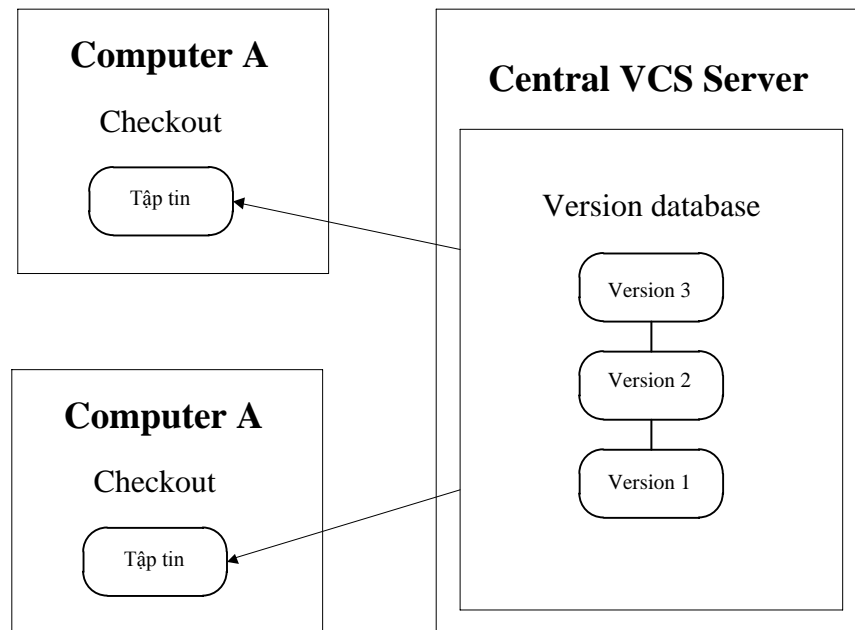 Computer A
Checkout
Tập tin
Computer A
Checkout
Tập tin
Central VCS Server
Version database
Version 3
Version 2
Version 1